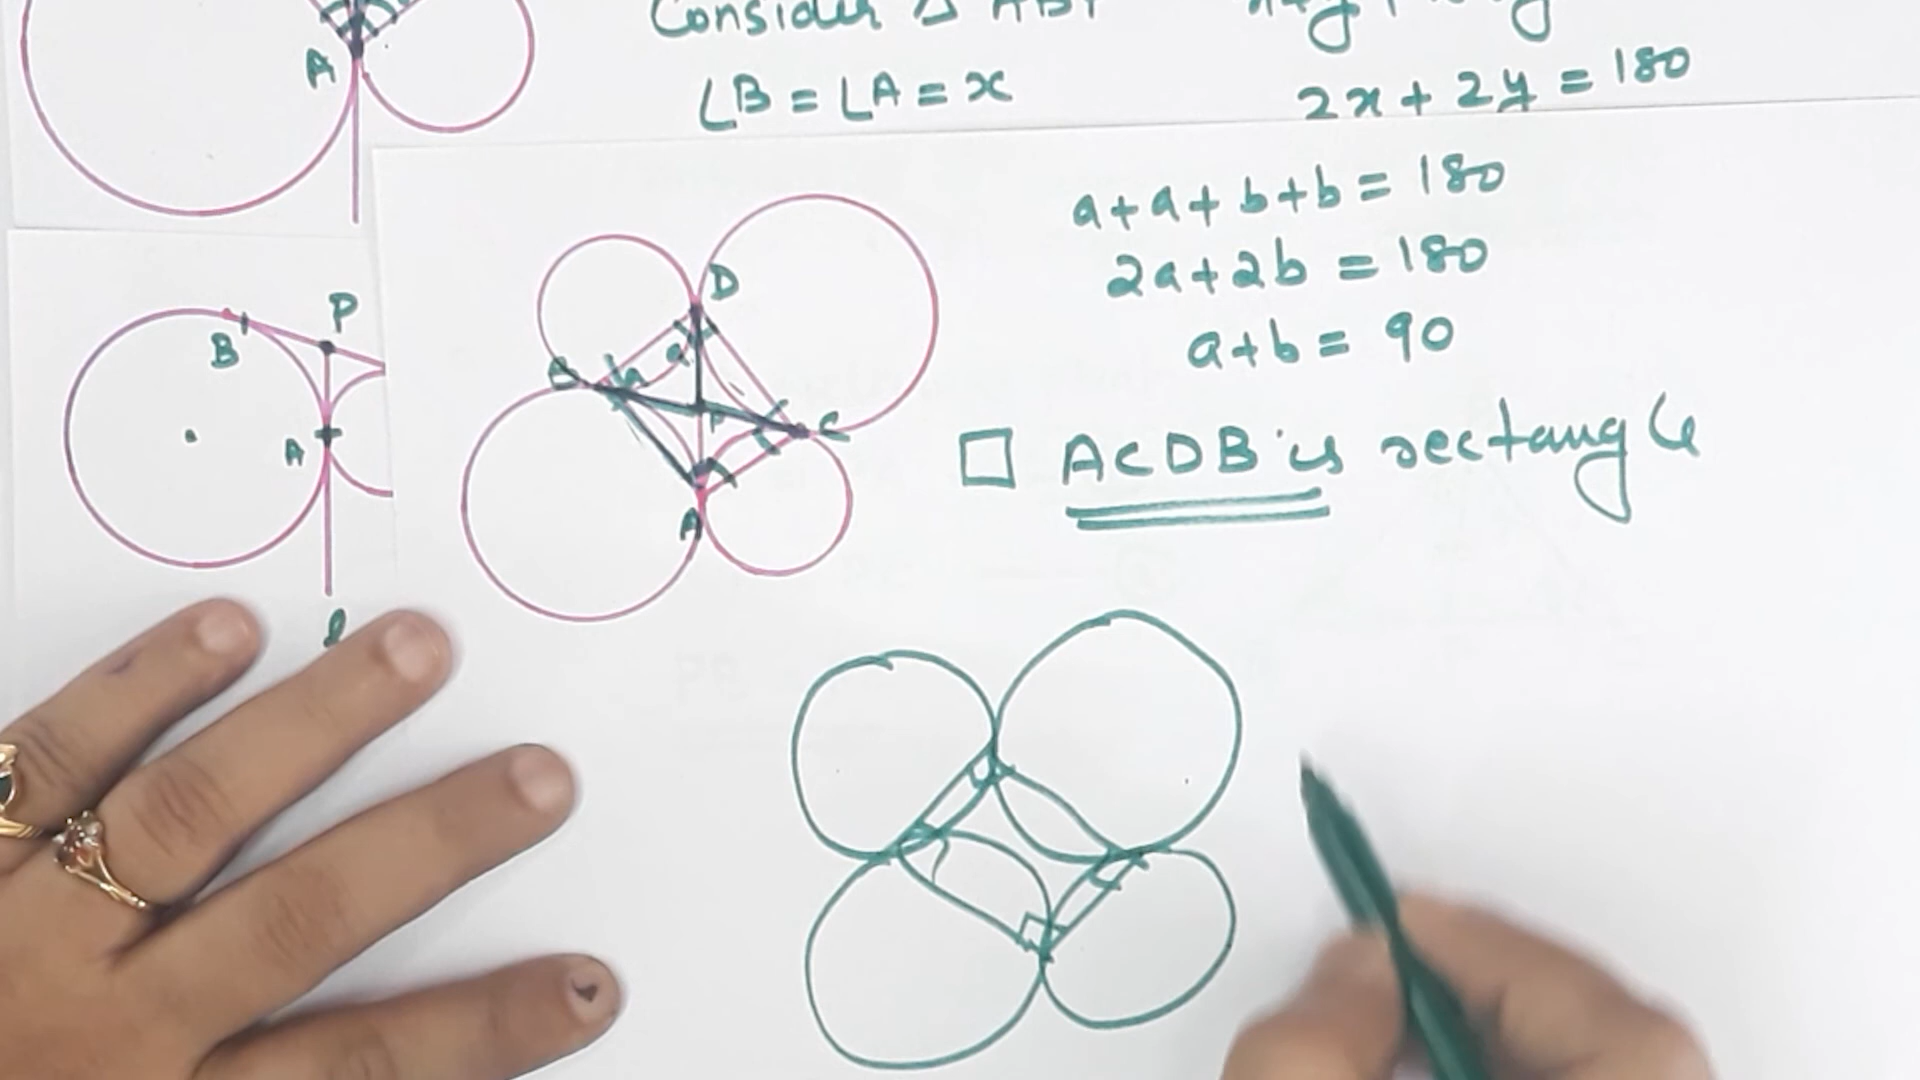 Consider △ ABP
∠B = ∠A = x
2x + 2y = 180
A
a + a + b + b = 180
2a + 2b = 180
a + b = 90
□ ACDB is rectangle
D
a
b
B
P
C
A
P
B
A
l